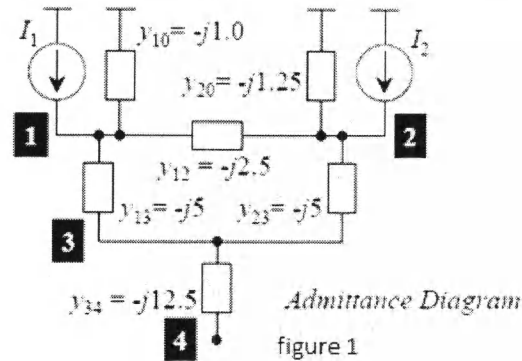 I1
y10= -j1.0
y20= -j1.25
I2
1
2
y12 = -j2.5
y13 = -j5
y23= -j5
3
y34 = -j12.5
Admittance Diagram
4
figure 1